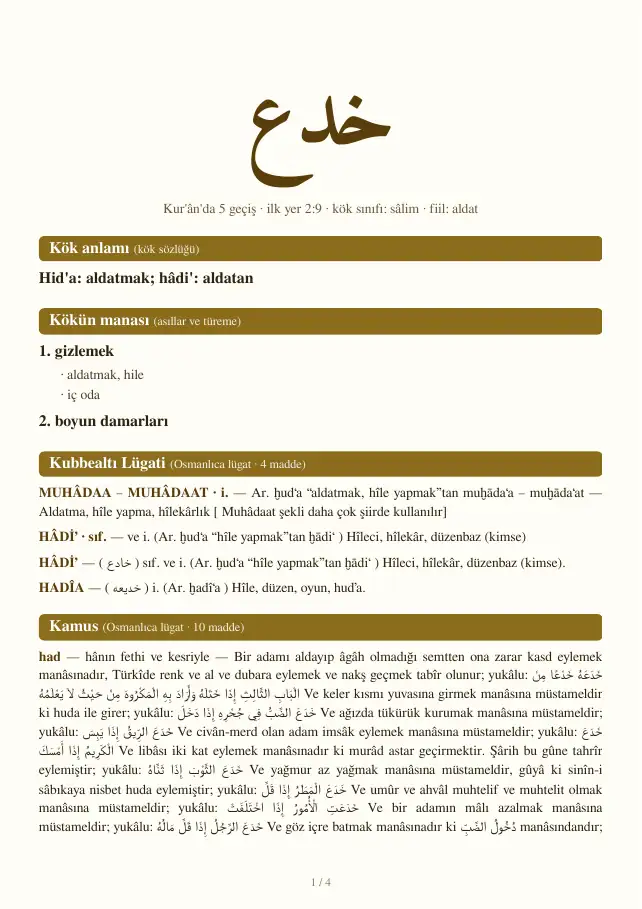 خدع
Kur'ân'da 5 geçiş · ilk yer 2:9 · kök sınıfı: sâlim · fiil: aldat
Kök anlamı (kök sözlüğü)
Hid'a: aldatmak; hâdi': aldatan
Kökün manası (asıllar ve türeme)
1. gizlemek
· aldatmak, hile
· iç oda
2. boyun damarları
Kubbealtı Lügati (Osmanlıca lügat · 4 madde)
MUHÂDAA – MUHÂDAAT · i. — Ar. ḫud‘a “aldatmak, hîle yapmak”tan muḫāda‘a – muḫāda‘at —
Aldatma, hîle yapma, hîlekârlık [ Muhâdaat şekli daha çok şiirde kullanılır]
HÂDİ’ · sıf. — ve i. (Ar. ḫud‘a “hîle yapmak”tan ḫādi‘ ) Hîleci, hîlekâr, düzenbaz (kimse)
HÂDİ’ — ( خادع ) sıf. ve i. (Ar. ḫud‘a “hîle yapmak”tan ḫādi‘ ) Hîleci, hîlekâr, düzenbaz (kimse).
HADÎA — ( خديعه ) i. (Ar. ḫadі̄‘a ) Hîle, düzen, oyun, hud’a.
Kamus (Osmanlıca lügat · 10 madde)
had — hânın fethi ve kesriyle — Bir adamı aldayıp âgâh olmadığı semtten ona zarar kasd eylemek
manâsınadır, Türkîde renk ve al ve dubara eylemek ve nakş geçmek tabîr olunur; yukâlu: خَدَعَهُ خَدْعًا مِنَ
الْبَابِ الثَّالِثِ إِذَا خَتَلَهُ وَأَرَادَ بِهِ الْمَكْرُوهَ مِنْ حَيْثُ لاَ يَعْلَمُهُ Ve keler kısmı yuvasına girmek manâsına müstameldir
ki huda ile girer; yukâlu: خَدَعَ الضَّبُّ فِي جُحْرِهِ إِذَا دَخَلَ Ve ağızda tükürük kurumak manâsına müstameldir;
yukâlu: خَدَعَ الرِّيقُ إِذَا يَبِسَ Ve civân-merd olan adam imsâk eylemek manâsına müstameldir; yukâlu: خَدَعَ
الْكَرِيمُ إِذَا أَمْسَكَ Ve libâsı iki kat eylemek manâsınadır ki murâd astar geçirmektir. Şârih bu gûne tahrîr
eylemiştir; yukâlu: خَدَعَ الثَّوْبَ إِذَا ثَنَّاهُ Ve yağmur az yağmak manâsına müstameldir, gûyâ ki sinîn-i
sâbıkaya nisbet huda eylemiştir; yukâlu: خَدَعَ الْمَطَرُ إِذَا قَلَّ Ve umûr ve ahvâl muhtelif ve muhtelit olmak
manâsına müstameldir; yukâlu: خَدَعَتِ الْأُمُورُ إِذَا اخْتَلَفَتْ Ve bir adamın mâlı azalmak manâsına
müstameldir; yukâlu: خَدَعَ الرَّجُلُ إِذَا قَلَّ مَالُهُ Ve göz içre batmak manâsınadır ki دُخُولُ الضَّبِّ manâsındandır;
1 / 4